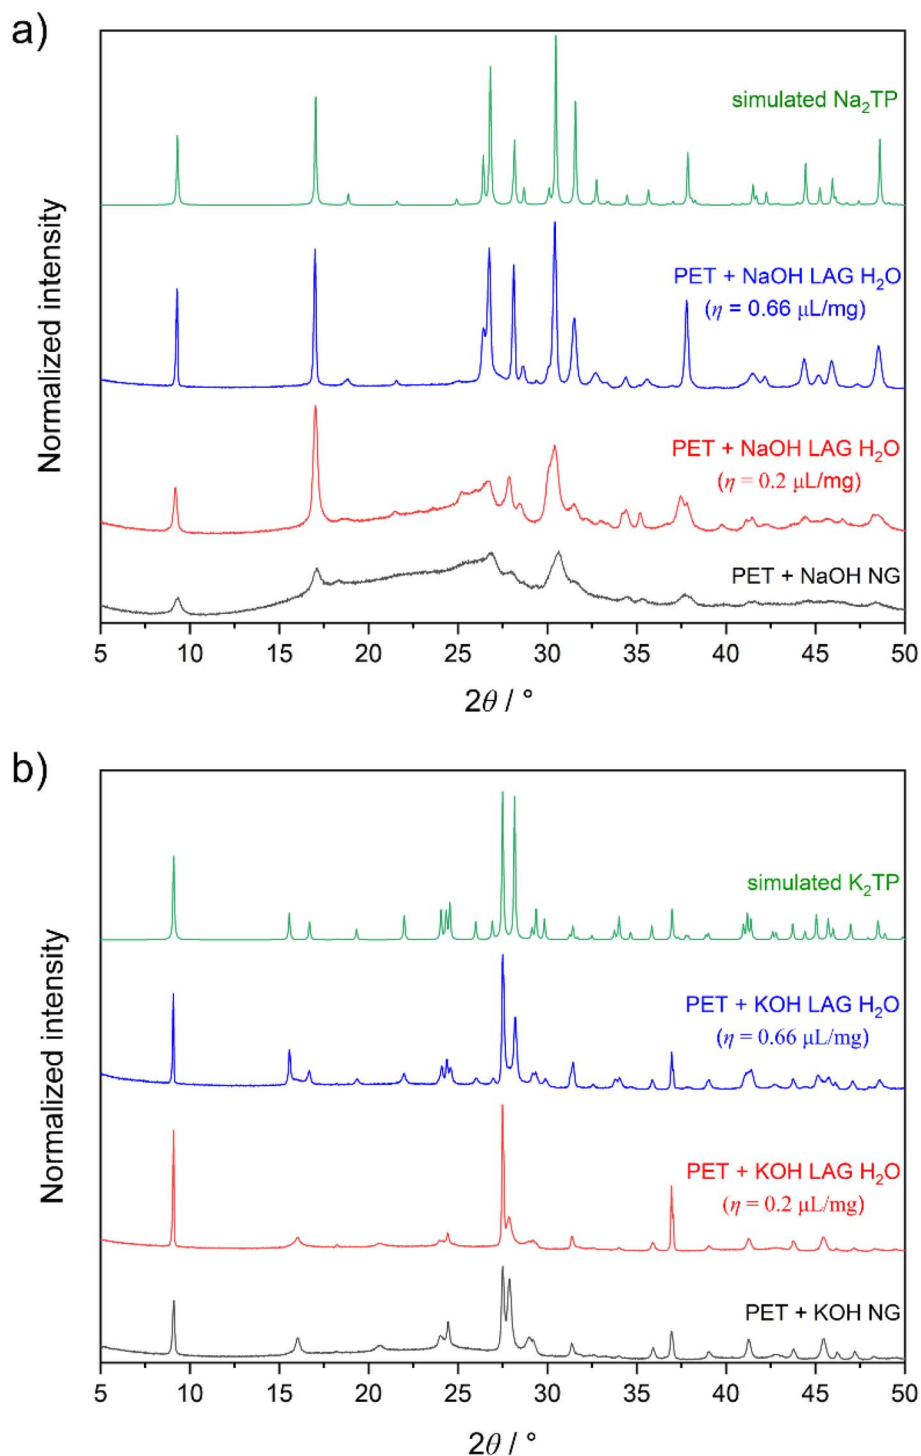 a)
Normalized intensity
simulated Na₂TP
PET + NaOH LAG H₂O
(η = 0.66 μL/mg)
PET + NaOH LAG H₂O
(η = 0.2 μL/mg)
PET + NaOH NG
5 10 15 20 25 30 35 40 45 50
2θ / °
b)
Normalized intensity
simulated K₂TP
PET + KOH LAG H₂O
(η = 0.66 μL/mg)
PET + KOH LAG H₂O
(η = 0.2 μL/mg)
PET + KOH NG
5 10 15 20 25 30 35 40 45 50
2θ / °